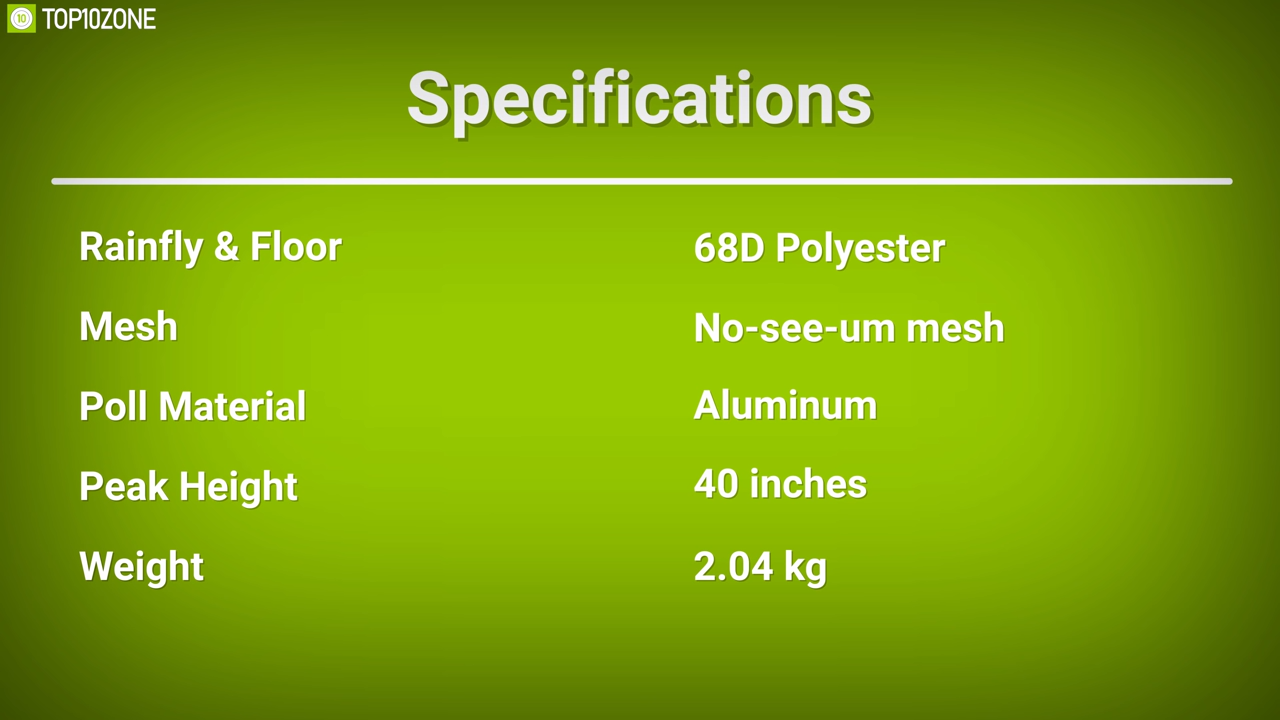 TOP10ZONE
Specifications
Rainfly & Floor 68D Polyester
Mesh No-see-um mesh
Poll Material Aluminum
Peak Height 40 inches
Weight 2.04 kg